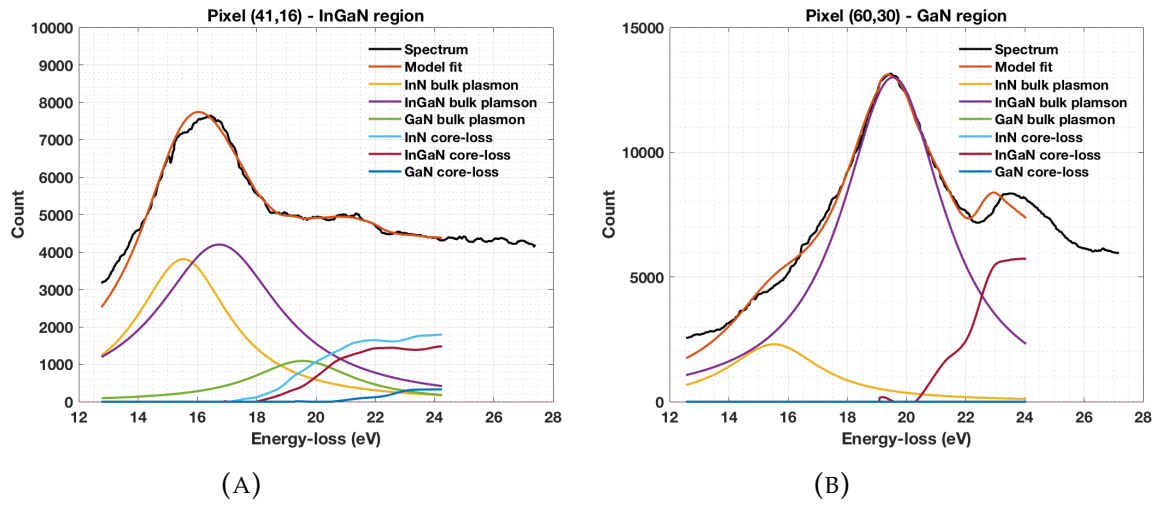 Pixel (41,16) - InGaN region
10000
9000
8000
7000
6000
5000
4000
3000
2000
1000
0
Count
Spectrum
Model fit
InN bulk plasmon
InGaN bulk plamson
GaN bulk plasmon
InN core-loss
InGaN core-loss
GaN core-loss
12 14 16 18 20 22 24 26 28
Energy-loss (eV)
(A)
Pixel (60,30) - GaN region
15000
10000
5000
0
Count
Spectrum
Model fit
InN bulk plasmon
InGaN bulk plamson
GaN bulk plasmon
InN core-loss
InGaN core-loss
GaN core-loss
12 14 16 18 20 22 24 26 28
Energy-loss (eV)
(B)